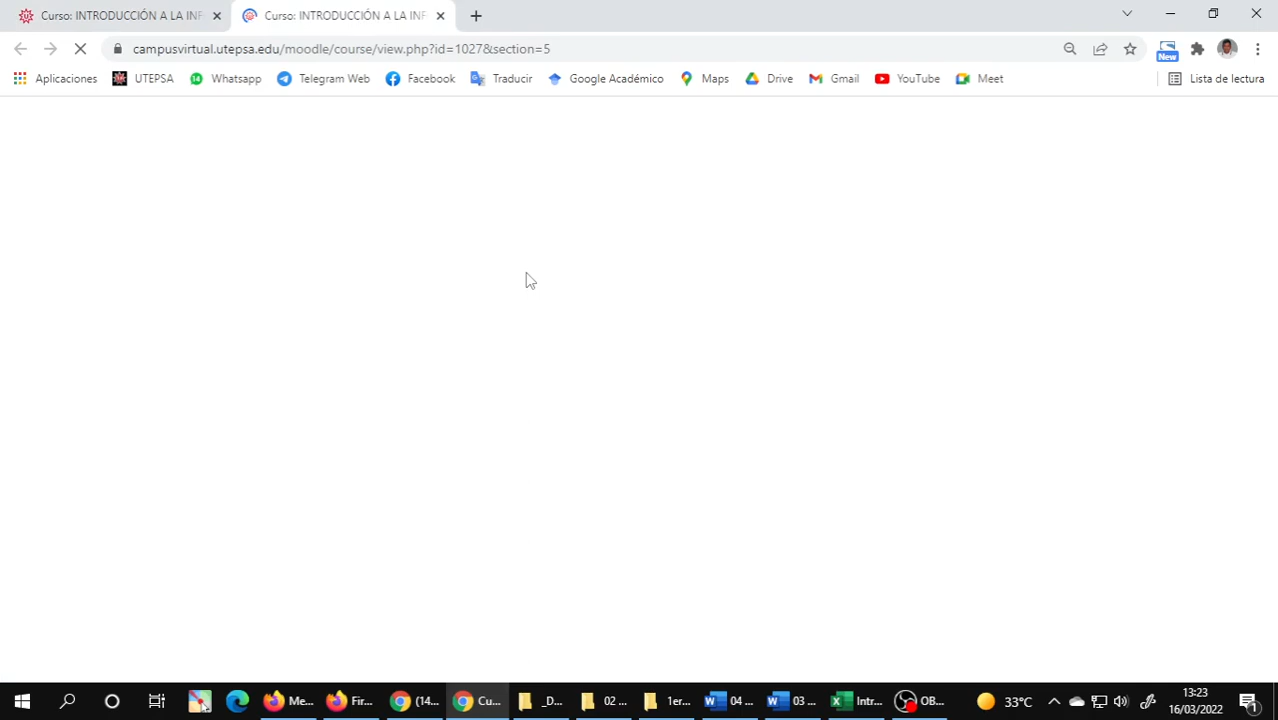 Curso: INTRODUCCIÓN A LA INF
Curso: INTRODUCCIÓN A LA INF
campusvirtual.utepsa.edu/moodle/course/view.php?id=1027&section=5
New
Aplicaciones UTEPSA Whatsapp Telegram Web Facebook Traducir Google Académico Maps Drive Gmail YouTube Meet Lista de lectura
Me... Fir... (14... Cu... _D... 02 ... 1er... 04 ... 03 ... Intr... OB... 33°C 13:23
16/03/2022
1